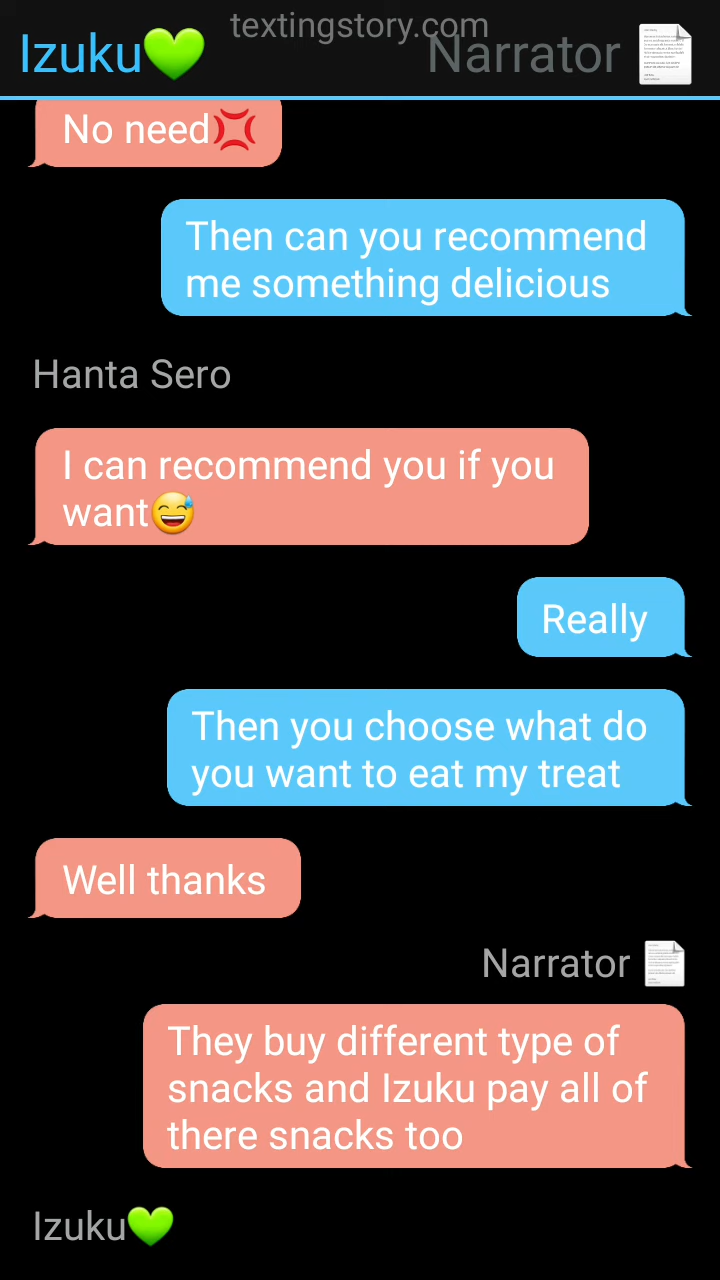 textingstory.com
Izuku💚
Narrator 📄
No need💢
Then can you recommend
me something delicious
Hanta Sero
I can recommend you if you
want😅
Really
Then you choose what do
you want to eat my treat
Well thanks
Narrator 📄
They buy different type of
snacks and Izuku pay all of
there snacks too
Izuku💚